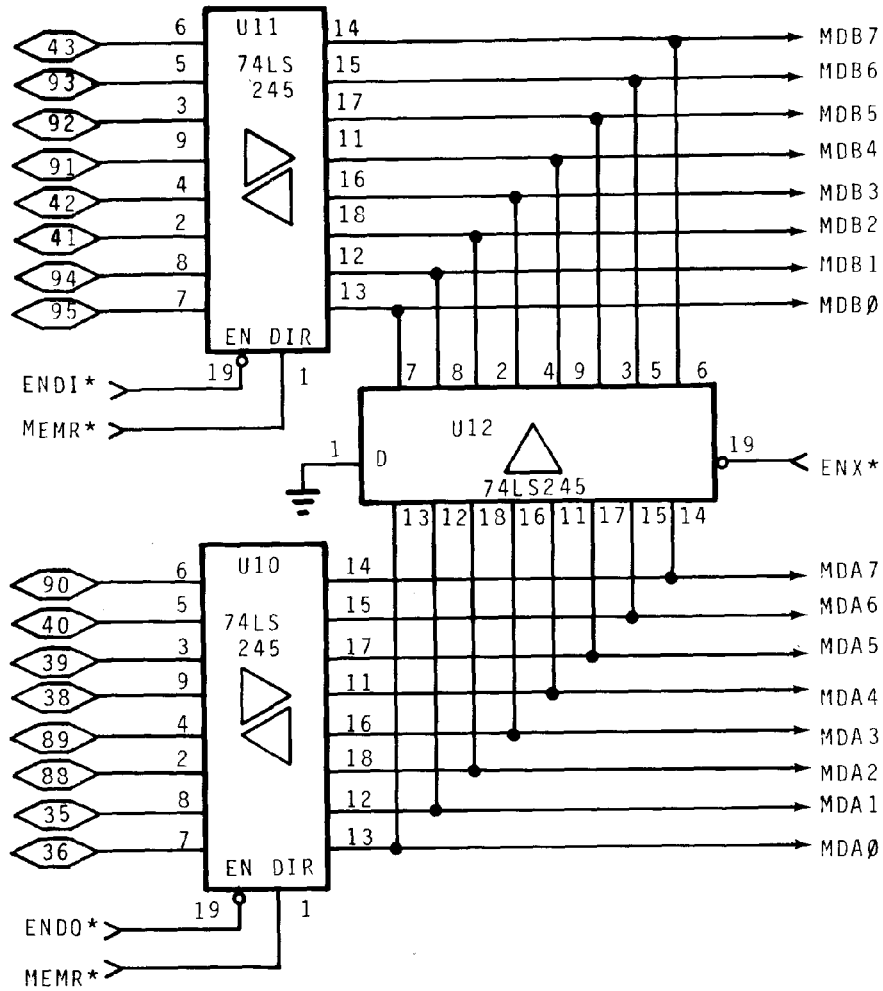 43 6 U11 14 MDB7
93 5 74LS 15 MDB6
92 3 245 17 MDB5
91 9 11 MDB4
42 4 16 MDB3
41 2 18 MDB2
94 8 12 MDB1
95 7 13 MDBØ
EN DIR
19 1
ENDI*
MEMR*
7 8 2 4 9 3 5 6
1 D U12 19 ENX*
74LS245
13 12 18 16 11 17 15 14
90 6 U10 14 MDA7
40 5 74LS 15 MDA6
39 3 245 17 MDA5
38 9 11 MDA4
89 4 16 MDA3
88 2 18 MDA2
35 8 12 MDA1
36 7 13 MDAØ
EN DIR
19 1
ENDO*
MEMR*